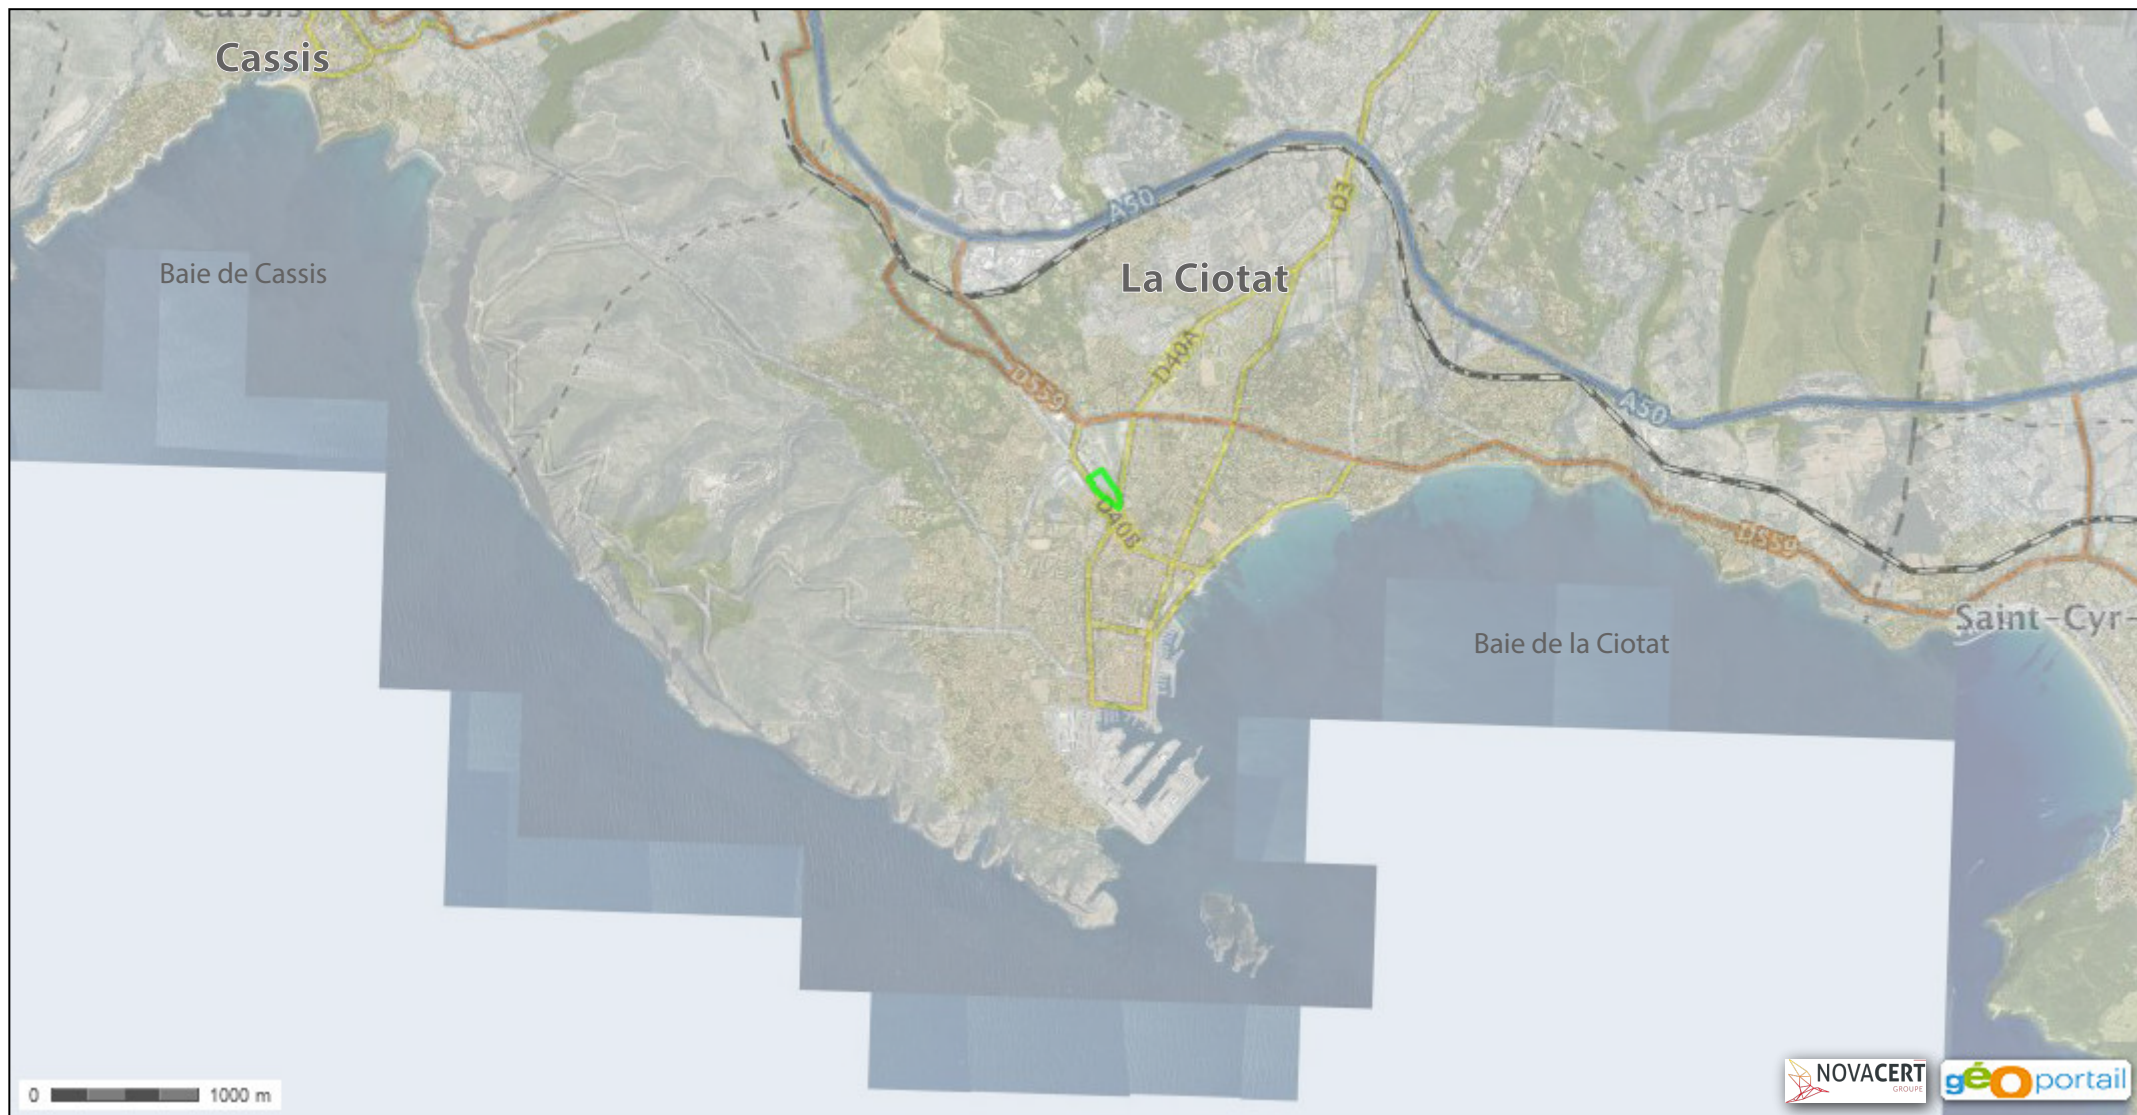 Cassis
Cassis
Baie de Cassis
A50
D3
La Ciotat
D40A
D559
A50
D40B
D559
Saint-Cyr-
Baie de la Ciotat
0 1000 m
NOVACERT
GROUPE
géoportail